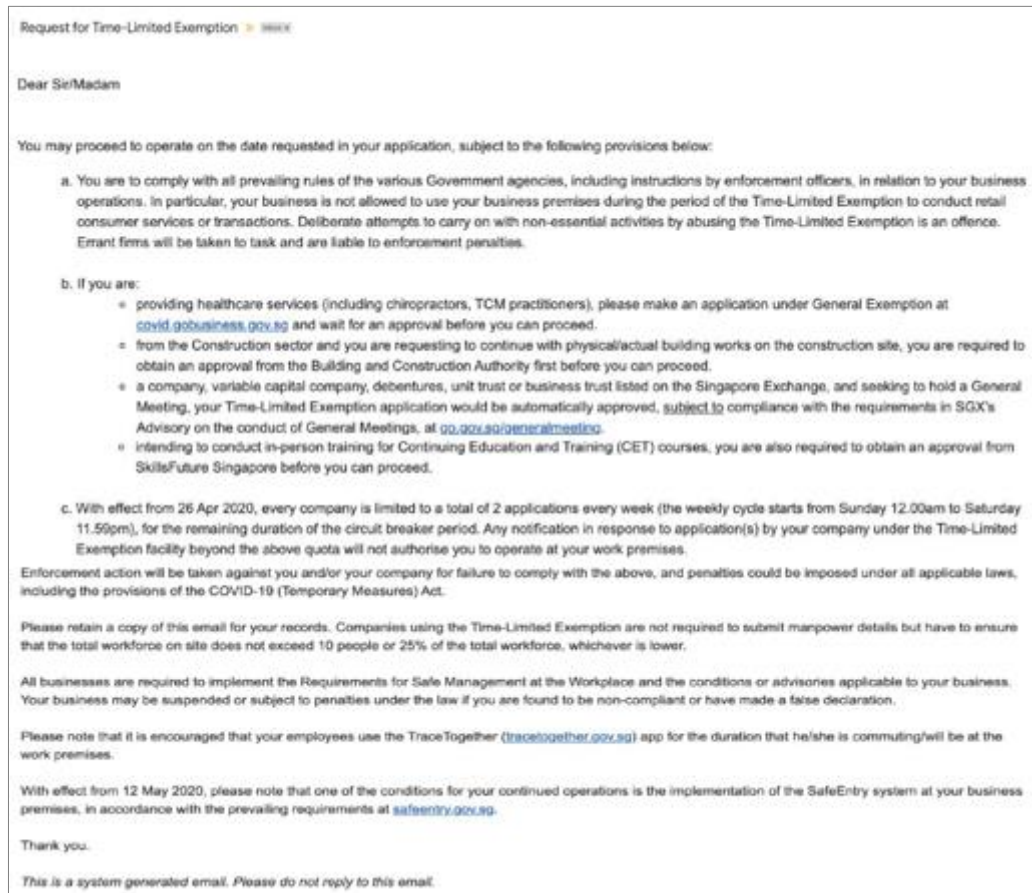 Request for Time-Limited Exemption
Dear Sir/Madam
You may proceed to operate on the date requested in your application, subject to the following provisions below:
a. You are to comply with all prevailing rules of the various Government agencies, including instructions by enforcement officers, in relation to your business
operations. In particular, your business is not allowed to use your business premises during the period of the Time-Limited Exemption to conduct retail
consumer services or transactions. Deliberate attempts to carry on with non-essential activities by abusing the Time-Limited Exemption is an offence.
Errant firms will be taken to task and are liable to enforcement penalties.
b. If you are:
providing healthcare services (including chiropractors, TCM practitioners), please make an application under General Exemption at
covid.gobusiness.gov.sg and wait for an approval before you can proceed.
from the Construction sector and you are requesting to continue with physical/actual building works on the construction site, you are required to
obtain an approval from the Building and Construction Authority first before you can proceed.
a company, variable capital company, debentures, unit trust or business trust listed on the Singapore Exchange, and seeking to hold a General
Meeting, your Time-Limited Exemption application would be automatically approved, subject to compliance with the requirements in SGX's
Advisory on the conduct of General Meetings, at go.gov.sg/generalmeeting.
intending to conduct in-person training for Continuing Education and Training (CET) courses, you are also required to obtain an approval from
SkillsFuture Singapore before you can proceed.
c. With effect from 26 Apr 2020, every company is limited to a total of 2 applications every week (the weekly cycle starts from Sunday 12.00am to Saturday
11.59pm), for the remaining duration of the circuit breaker period. Any notification in response to application(s) by your company under the Time-Limited
Exemption facility beyond the above quota will not authorise you to operate at your work premises.
Enforcement action will be taken against you and/or your company for failure to comply with the above, and penalties could be imposed under all applicable laws,
including the provisions of the COVID-19 (Temporary Measures) Act.
Please retain a copy of this email for your records. Companies using the Time-Limited Exemption are not required to submit manpower details but have to ensure
that the total workforce on site does not exceed 10 people or 25% of the total workforce, whichever is lower.
All businesses are required to implement the Requirements for Safe Management at the Workplace and the conditions or advisories applicable to your business.
Your business may be suspended or subject to penalties under the law if you are found to be non-compliant or have made a false declaration.
Please note that it is encouraged that your employees use the TraceTogether (tracetogether.gov.sg) app for the duration that he/she is commuting/will be at the
work premises.
With effect from 12 May 2020, please note that one of the conditions for your continued operations is the implementation of the SafeEntry system at your business
premises, in accordance with the prevailing requirements at safeentry.gov.sg.
Thank you.
This is a system generated email. Please do not reply to this email.